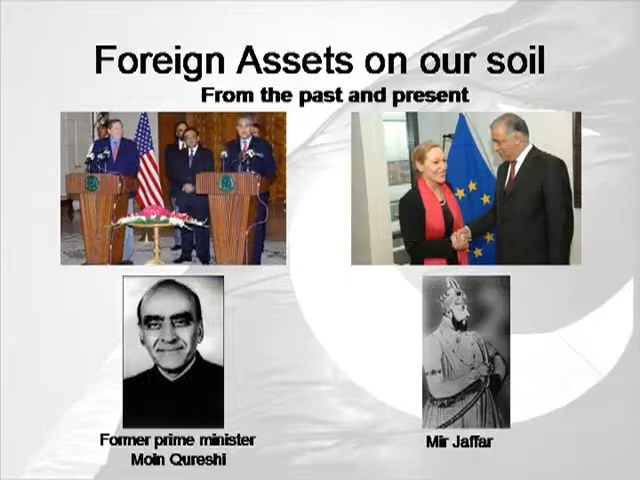 Foreign Assets on our soil
From the past and present
Former prime minister
Moin Qureshi
Mir Jaffar